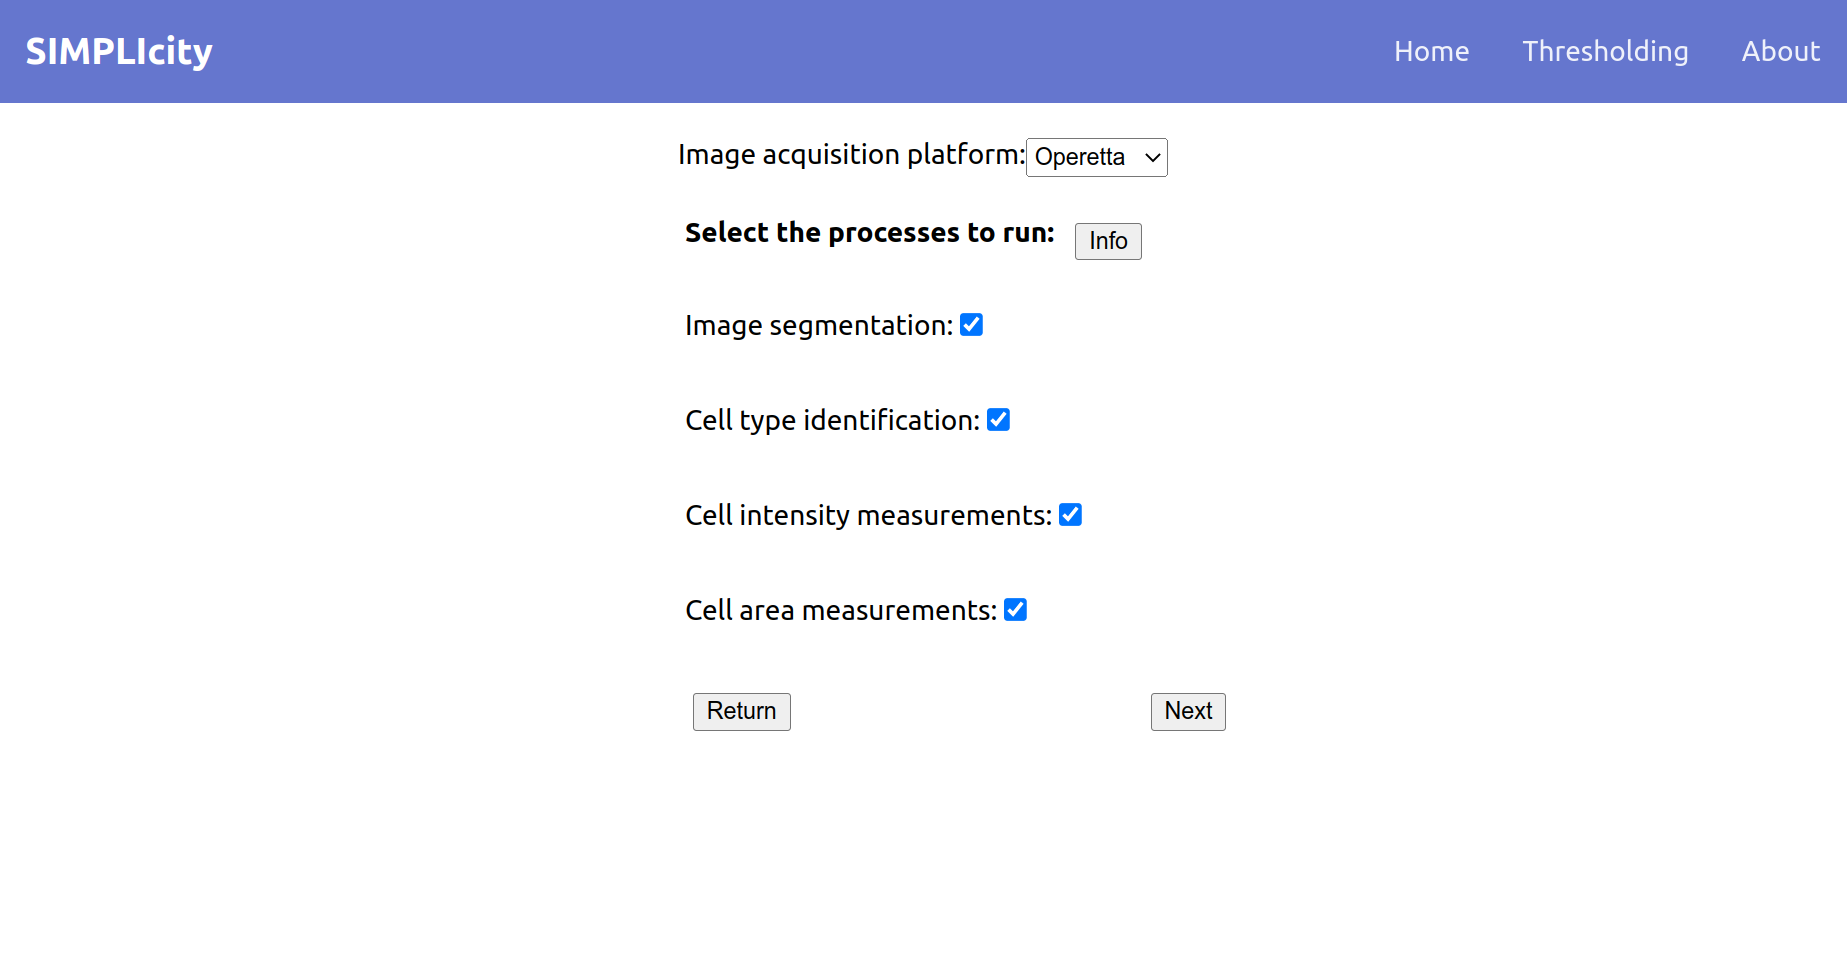 SIMPLIcity Home Thresholding About
Image acquisition platform: Operetta
Select the processes to run: Info
Image segmentation:
Cell type identification:
Cell intensity measurements:
Cell area measurements:
Return Next